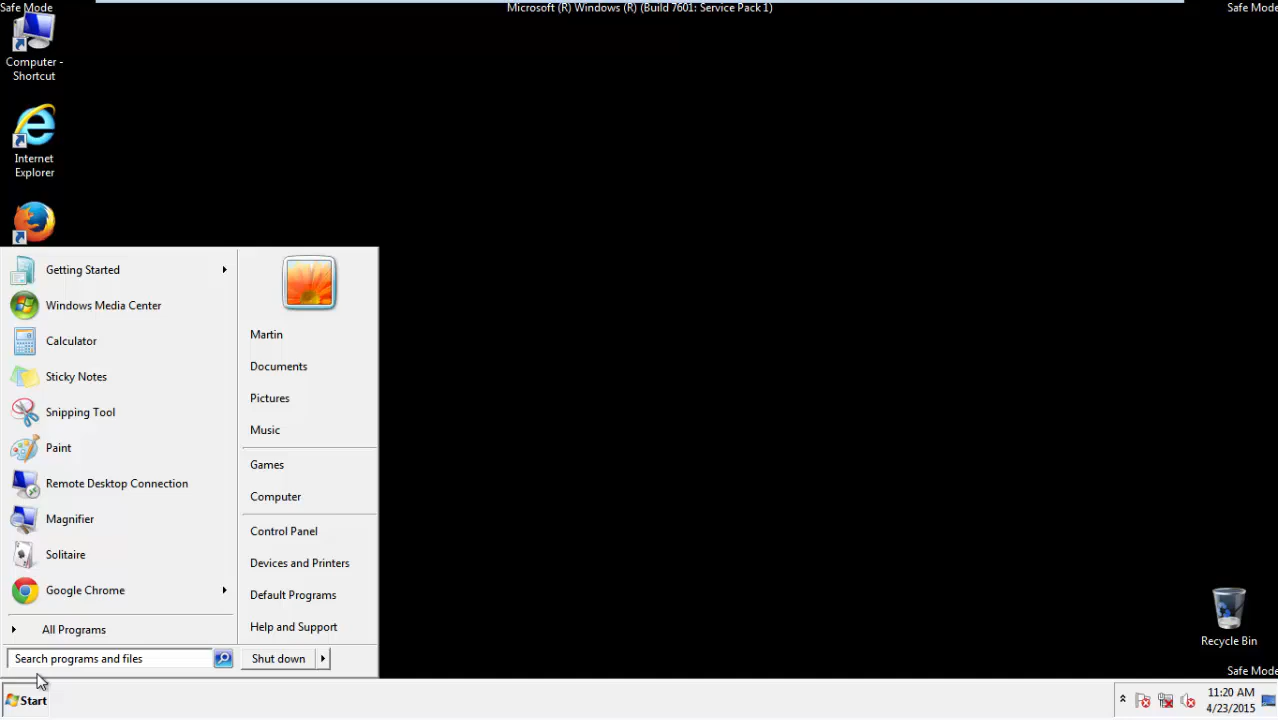 Safe Mode
Microsoft (R) Windows (R) (Build 7601: Service Pack 1)
Safe Mode
Computer -
Shortcut
Internet
Explorer
Getting Started
Windows Media Center
Calculator
Sticky Notes
Snipping Tool
Paint
Remote Desktop Connection
Magnifier
Solitaire
Google Chrome
All Programs
Search programs and files
Martin
Documents
Pictures
Music
Games
Computer
Control Panel
Devices and Printers
Default Programs
Help and Support
Shut down
Recycle Bin
Safe Mode
Start
11:20 AM
4/23/2015